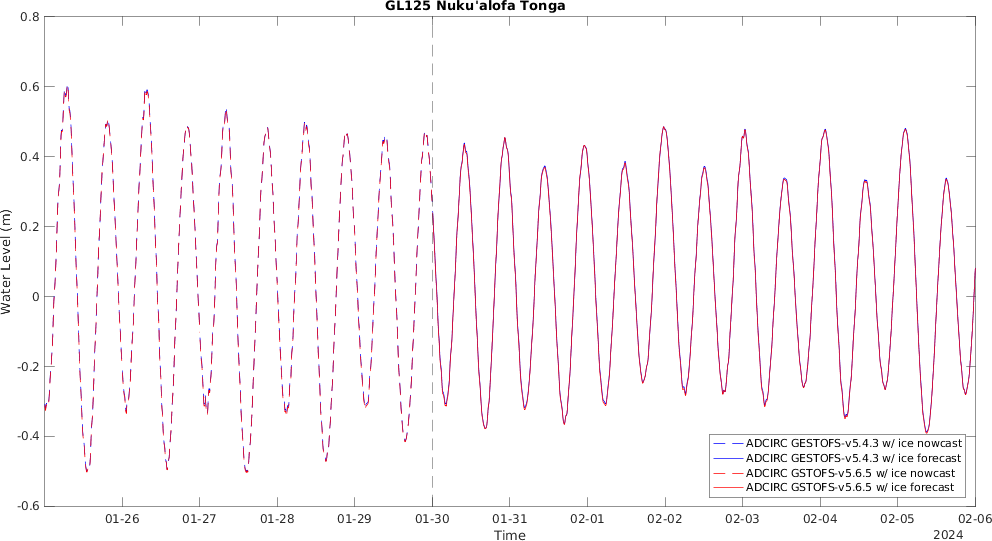 GL125 Nuku'alofa Tonga
0.8
0.6
0.4
0.2
0
-0.2
-0.4
-0.6
Water Level (m)
ADCIRC GESTOFS-v5.4.3 w/ ice nowcast
ADCIRC GESTOFS-v5.4.3 w/ ice forecast
ADCIRC GSTOFS-v5.6.5 w/ ice nowcast
ADCIRC GSTOFS-v5.6.5 w/ ice forecast
01-26 01-27 01-28 01-29 01-30 01-31 02-01 02-02 02-03 02-04 02-05 02-06
Time
2024